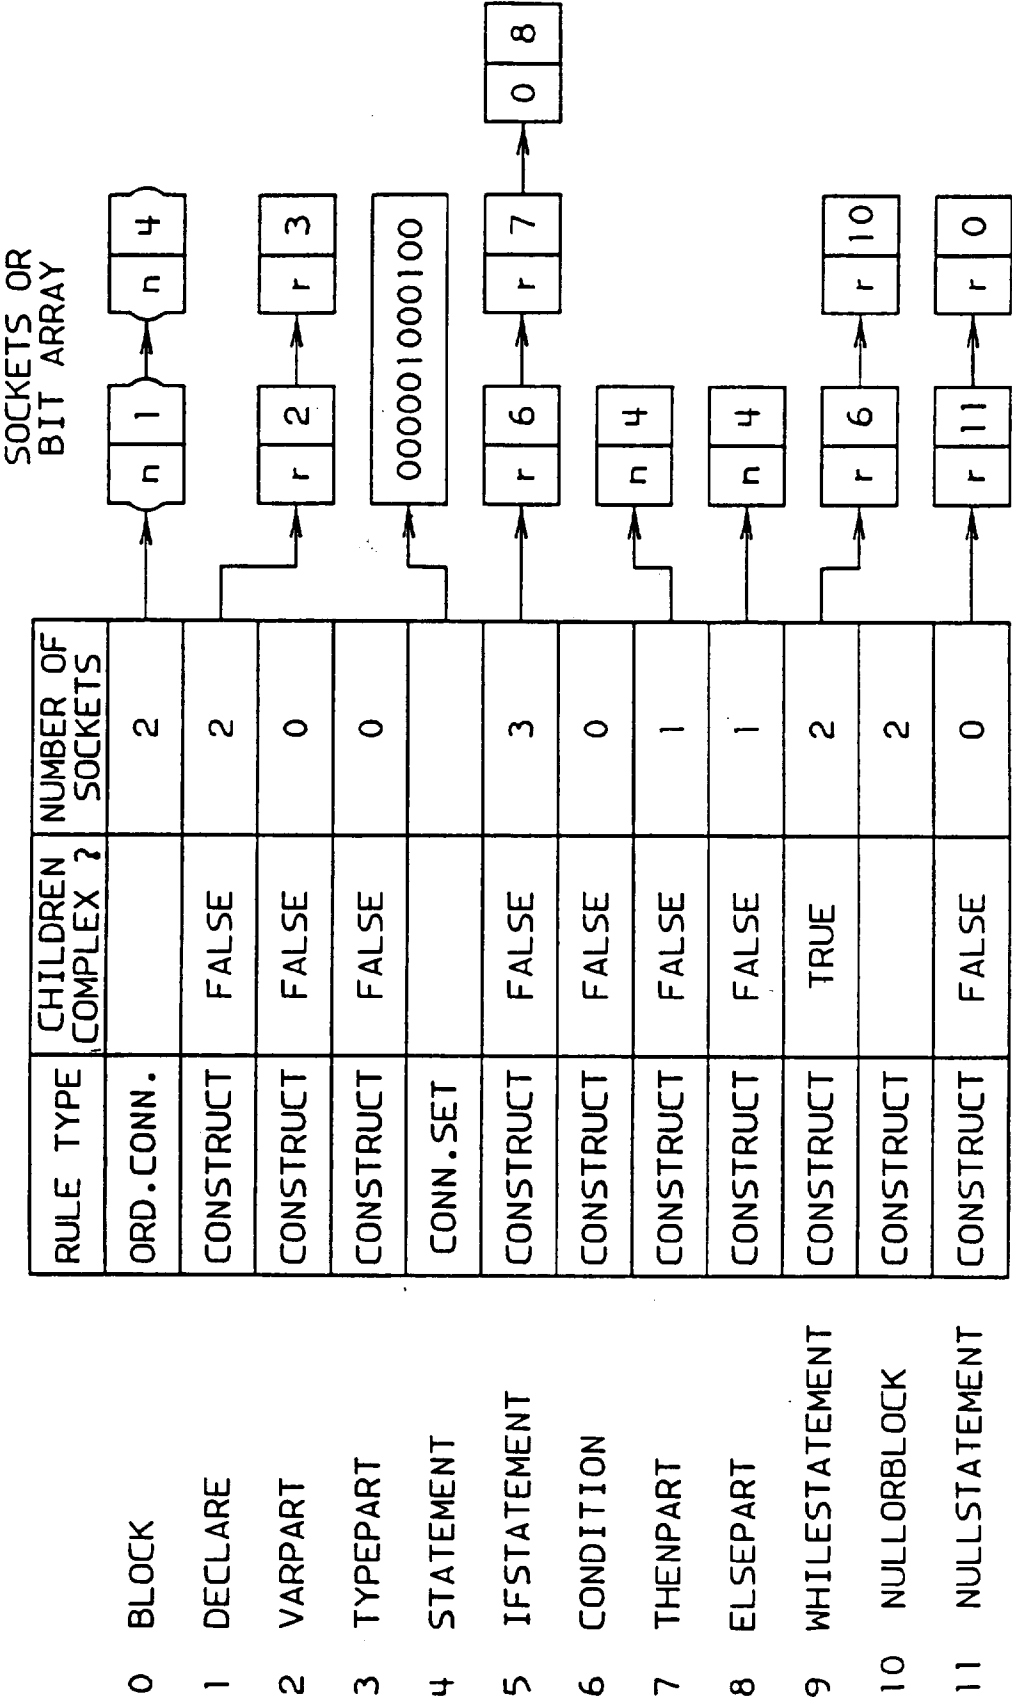 SOCKETS OR
BIT ARRAY
RULE TYPE CHILDREN COMPLEX ? NUMBER OF SOCKETS
0 BLOCK ORD.CONN. 2 n 1 n 4
1 DECLARE CONSTRUCT FALSE 2 r 2 r 3
2 VARPART CONSTRUCT FALSE 0
3 TYPEPART CONSTRUCT FALSE 0
4 STATEMENT CONN.SET 000001000100
5 IFSTATEMENT CONSTRUCT FALSE 3 r 6 r 7 o 8
6 CONDITION CONSTRUCT FALSE 0
7 THENPART CONSTRUCT FALSE 1 n 4
8 ELSEPART CONSTRUCT FALSE 1 n 4
9 WHILESTATEMENT CONSTRUCT TRUE 2 r 6 r 10
10 NULLORBLOCK CONSTRUCT 2
11 NULLSTATEMENT CONSTRUCT FALSE 0 r 11 r 0